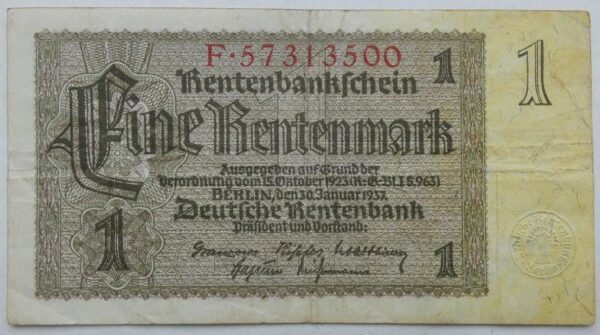 F·57313500
Rentenbankschein 1 1
Eine Rentenmark
Ausgegeben auf Grund der
Verordnung vom 15. Oktober 1923 (R·G·Bl I S. 963)
BERLIN, den 30. Januar 1937
Deutsche Rentenbank
Präsident und Vorstand:
1 1